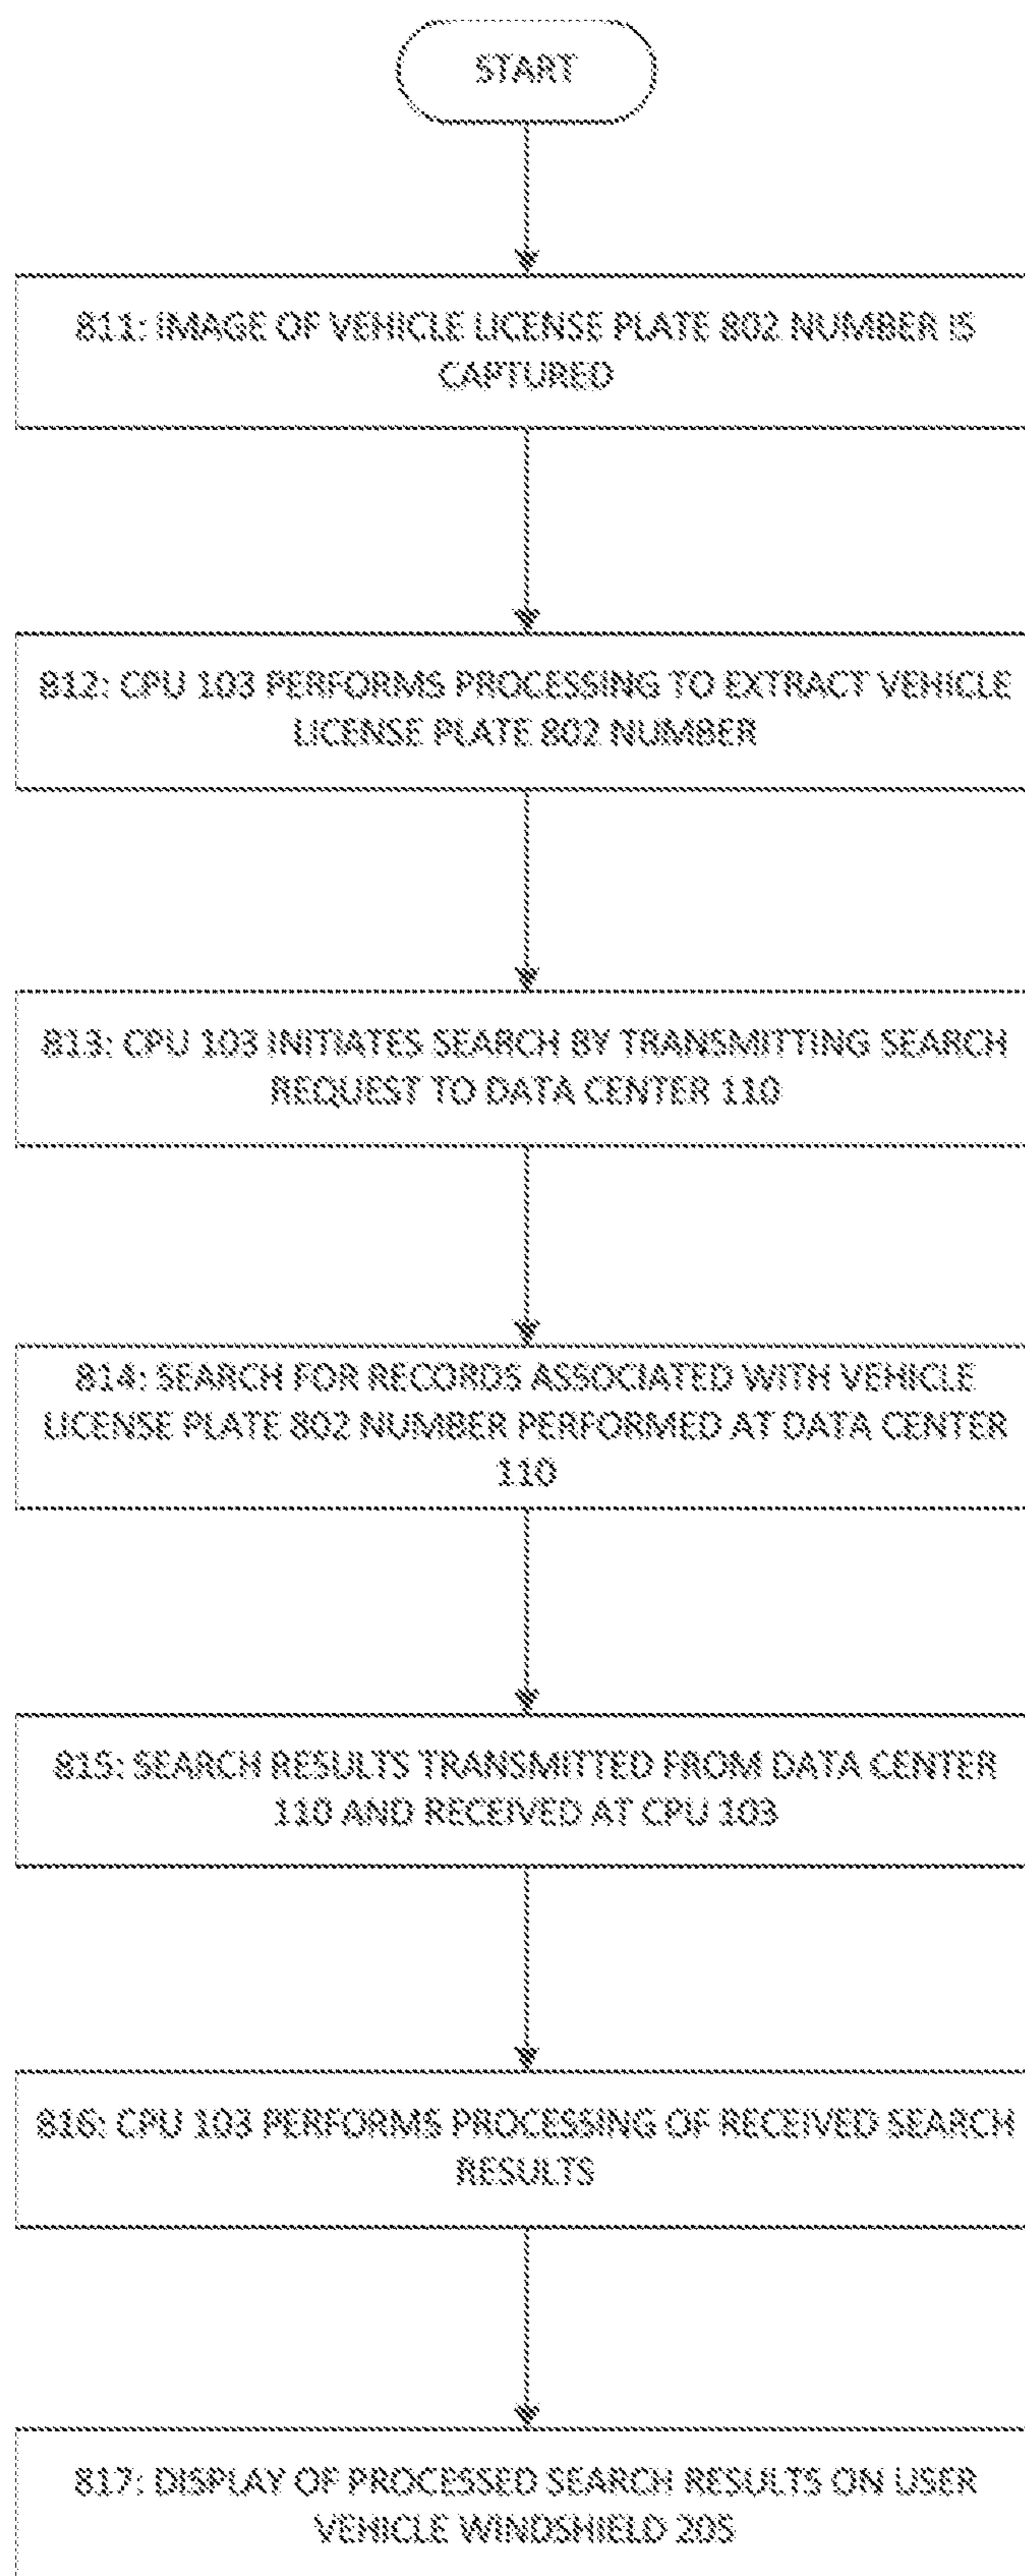 START
811: IMAGE OF VEHICLE LICENSE PLATE 802 NUMBER IS
CAPTURED
812: CPU 103 PERFORMS PROCESSING TO EXTRACT VEHICLE
LICENSE PLATE 802 NUMBER
813: CPU 103 INITIATES SEARCH BY TRANSMITTING SEARCH
REQUEST TO DATA CENTER 110
814: SEARCH FOR RECORDS ASSOCIATED WITH VEHICLE
LICENSE PLATE 802 NUMBER PERFORMED AT DATA CENTER
110
815: SEARCH RESULTS TRANSMITTED FROM DATA CENTER
110 AND RECEIVED AT CPU 103
816: CPU 103 PERFORMS PROCESSING OF RECEIVED SEARCH
RESULTS
817: DISPLAY OF PROCESSED SEARCH RESULTS ON USER
VEHICLE WINDSHIELD 205